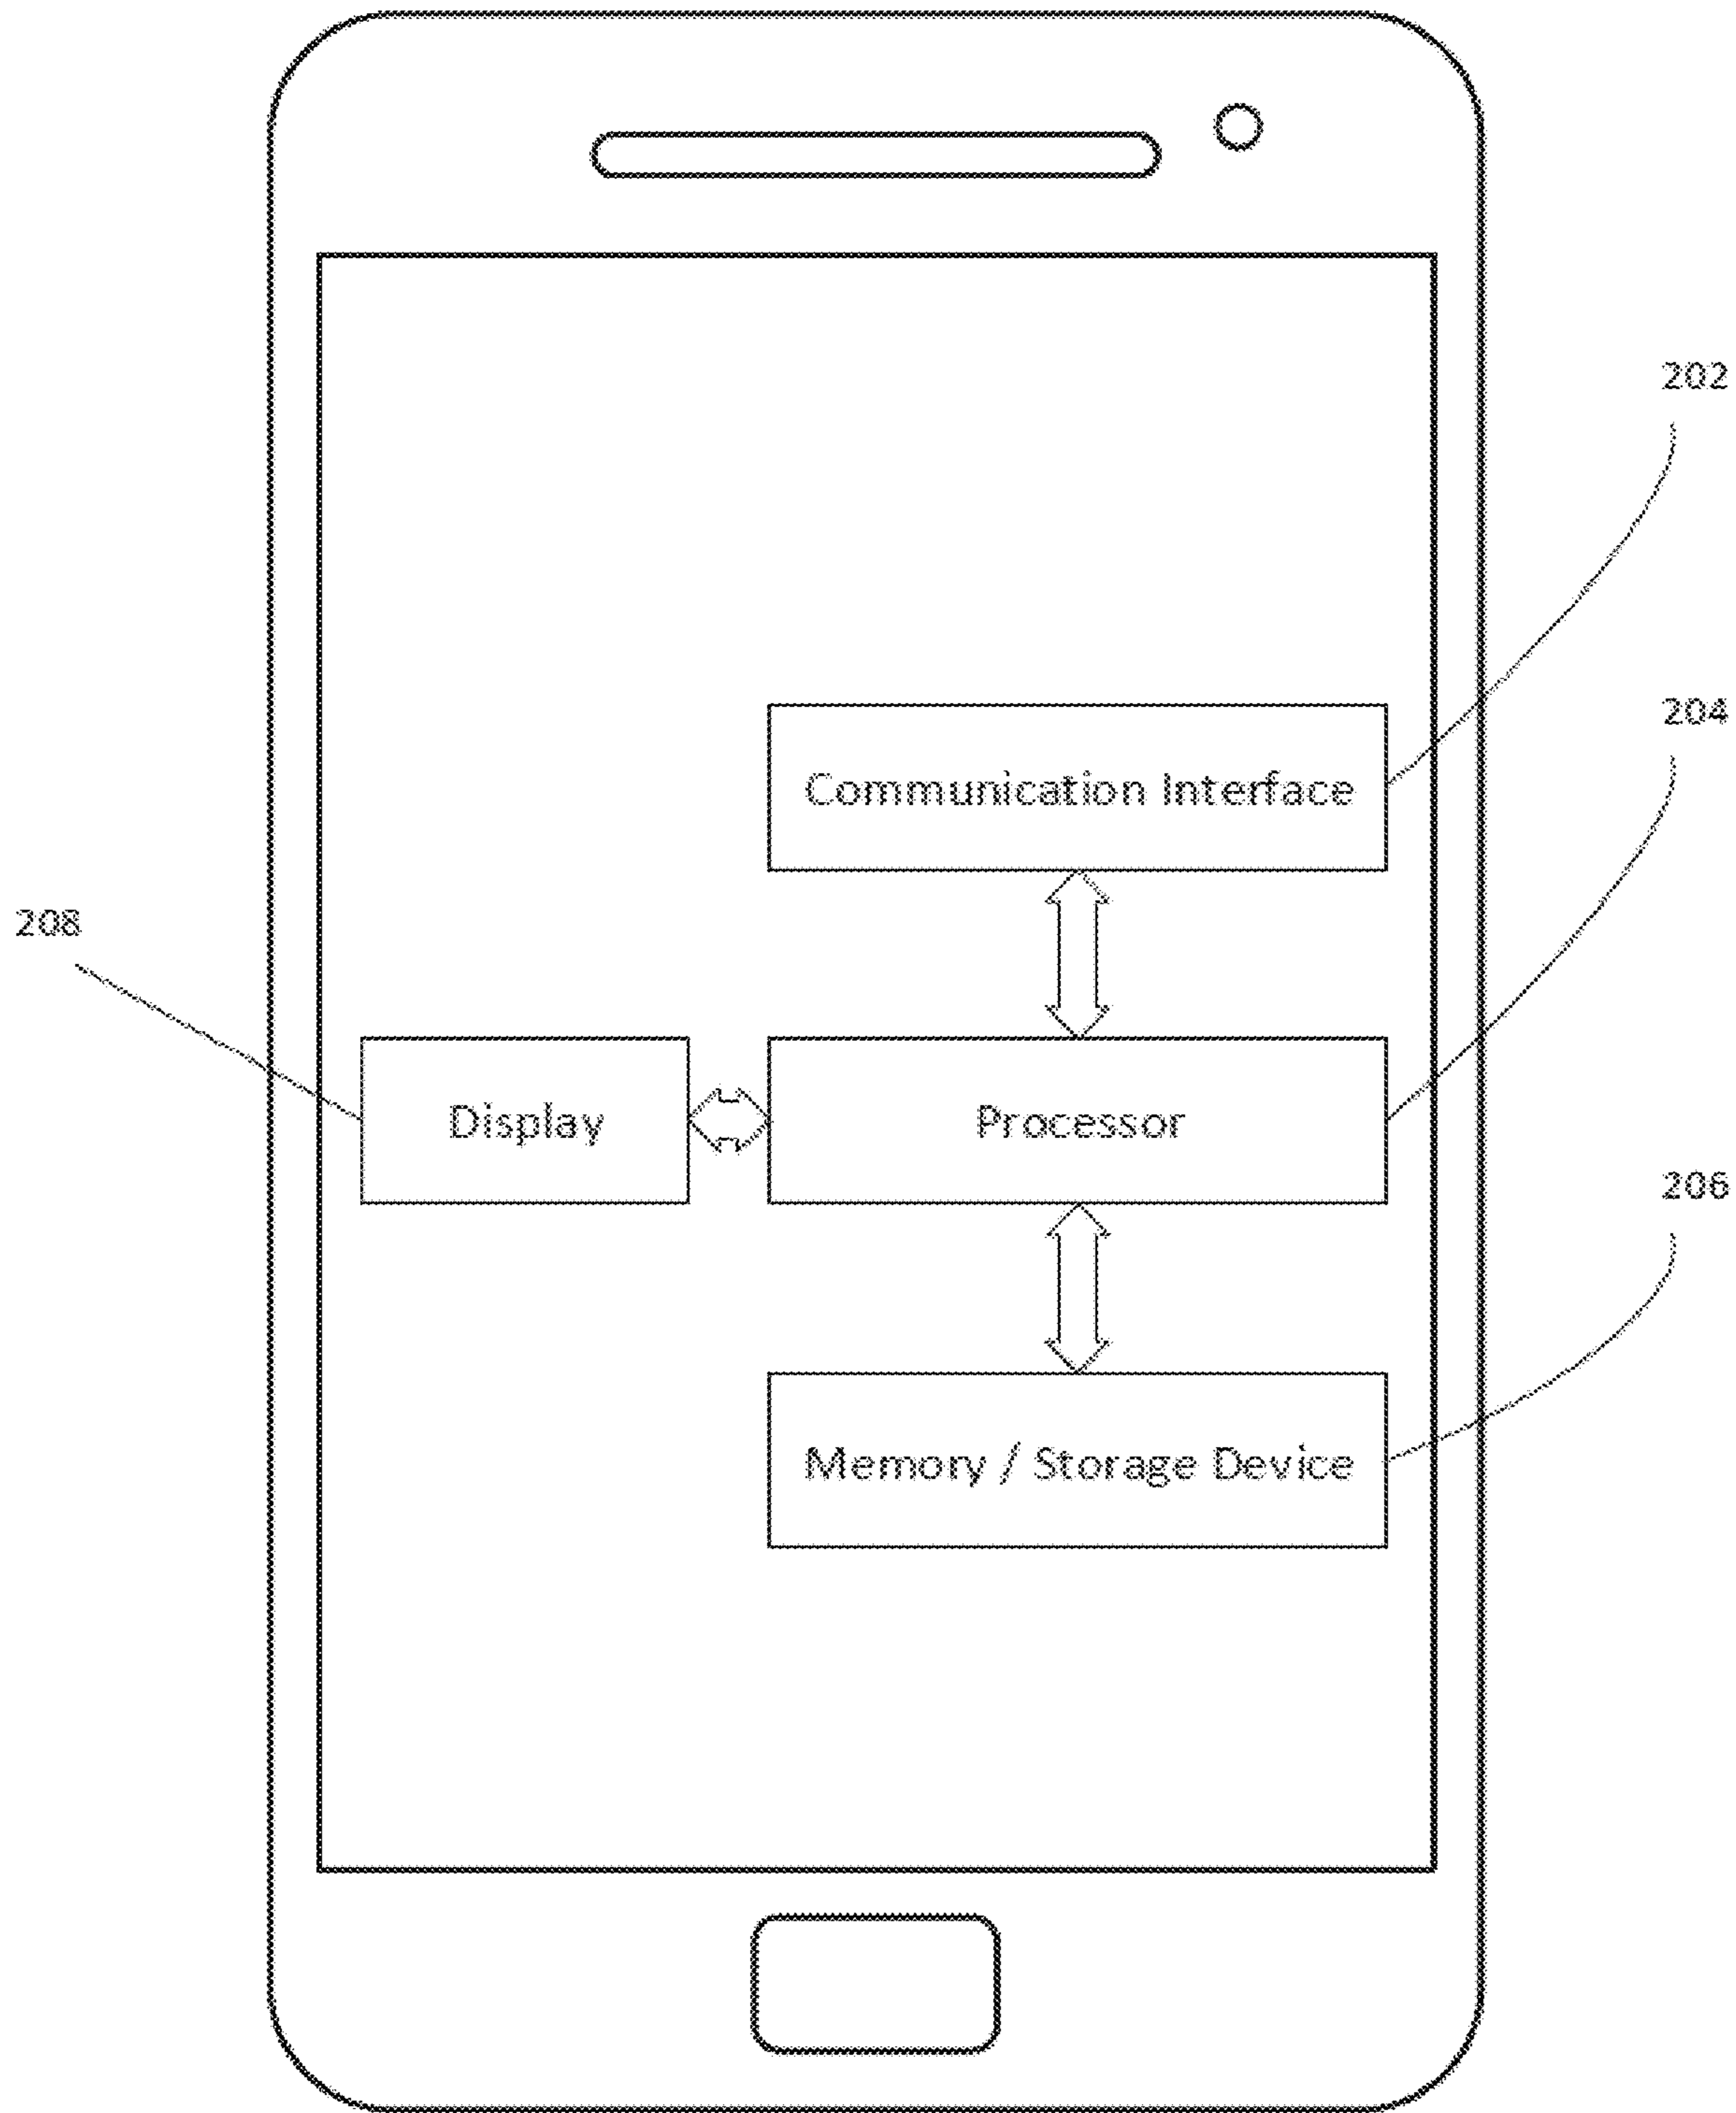 202
Communication Interface
204
208
Display
Processor
206
Memory / Storage Device